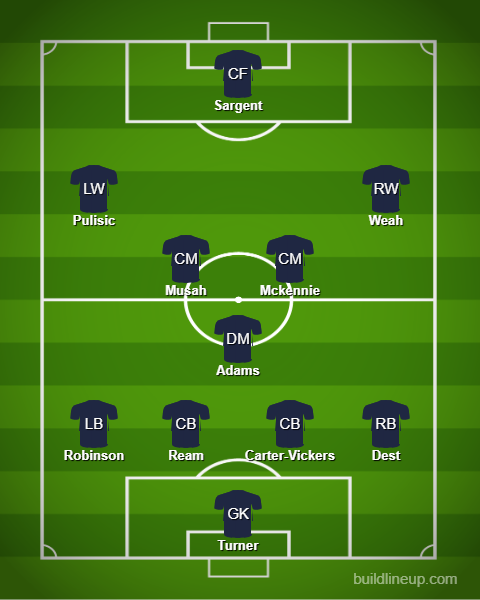 CF
Sargent
LW
RW
Pulisic
Weah
CM
CM
Musah
Mckennie
DM
Adams
LB
CB
CB
RB
Robinson
Ream
Carter-Vickers
Dest
GK
Turner
buildlineup.com